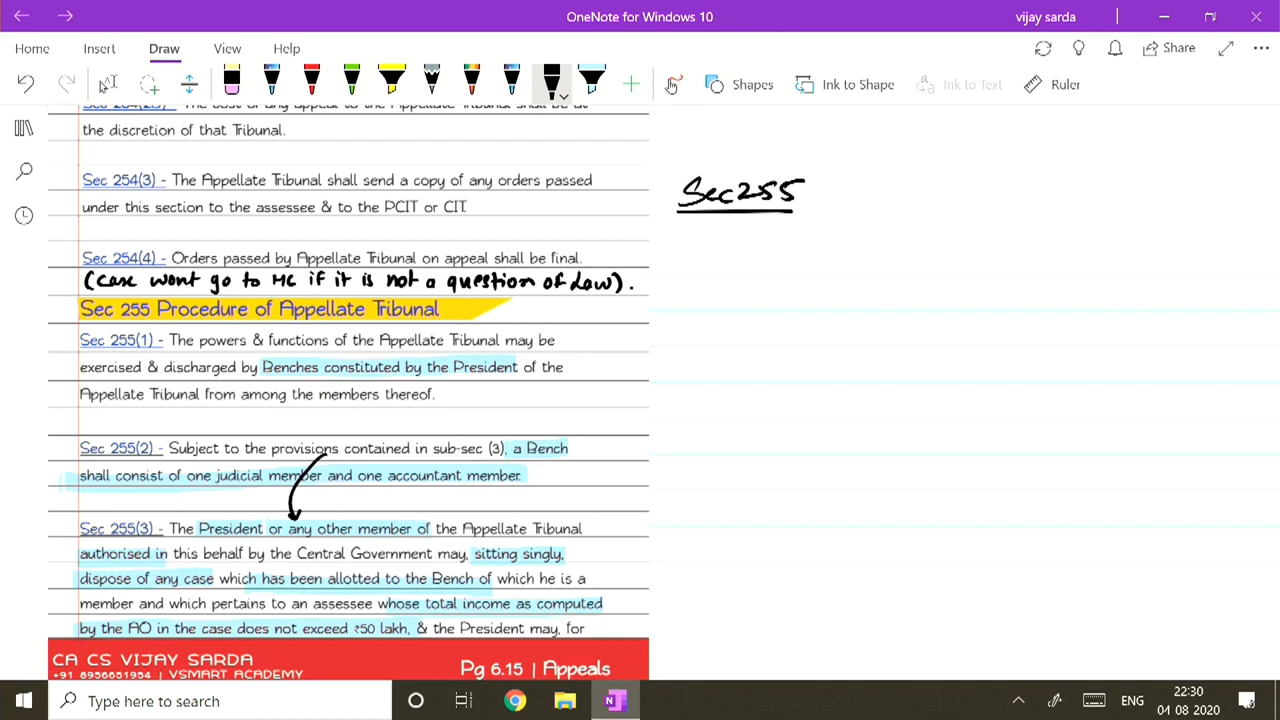 OneNote for Windows 10
vijay sarda
Home Insert Draw View Help
Share
Shapes Ink to Shape Ink to Text Ruler
the discretion of that Tribunal.
Sec 254(3) - The Appellate Tribunal shall send a copy of any orders passed
under this section to the assessee & to the PCIT or CIT.
Sec255
Sec 254(4) - Orders passed by Appellate Tribunal on appeal shall be final.
(case wont go to HC if it is not a question of Law).
Sec 255 Procedure of Appellate Tribunal
Sec 255(1) - The powers & functions of the Appellate Tribunal may be
exercised & discharged by Benches constituted by the President of the
Appellate Tribunal from among the members thereof.
Sec 255(2) - Subject to the provisions contained in sub-sec (3), a Bench
shall consist of one judicial member and one accountant member.
Sec 255(3) - The President or any other member of the Appellate Tribunal
authorised in this behalf by the Central Government may, sitting singly,
dispose of any case which has been allotted to the Bench of which he is a
member and which pertains to an assessee whose total income as computed
by the AO in the case does not exceed ₹50 lakh, & the President may, for
CA CS VIJAY SARDA
+91 8956651954 | VSMART ACADEMY
Pg 6.15 | Appeals
Type here to search
ENG
22:30
04-08-2020